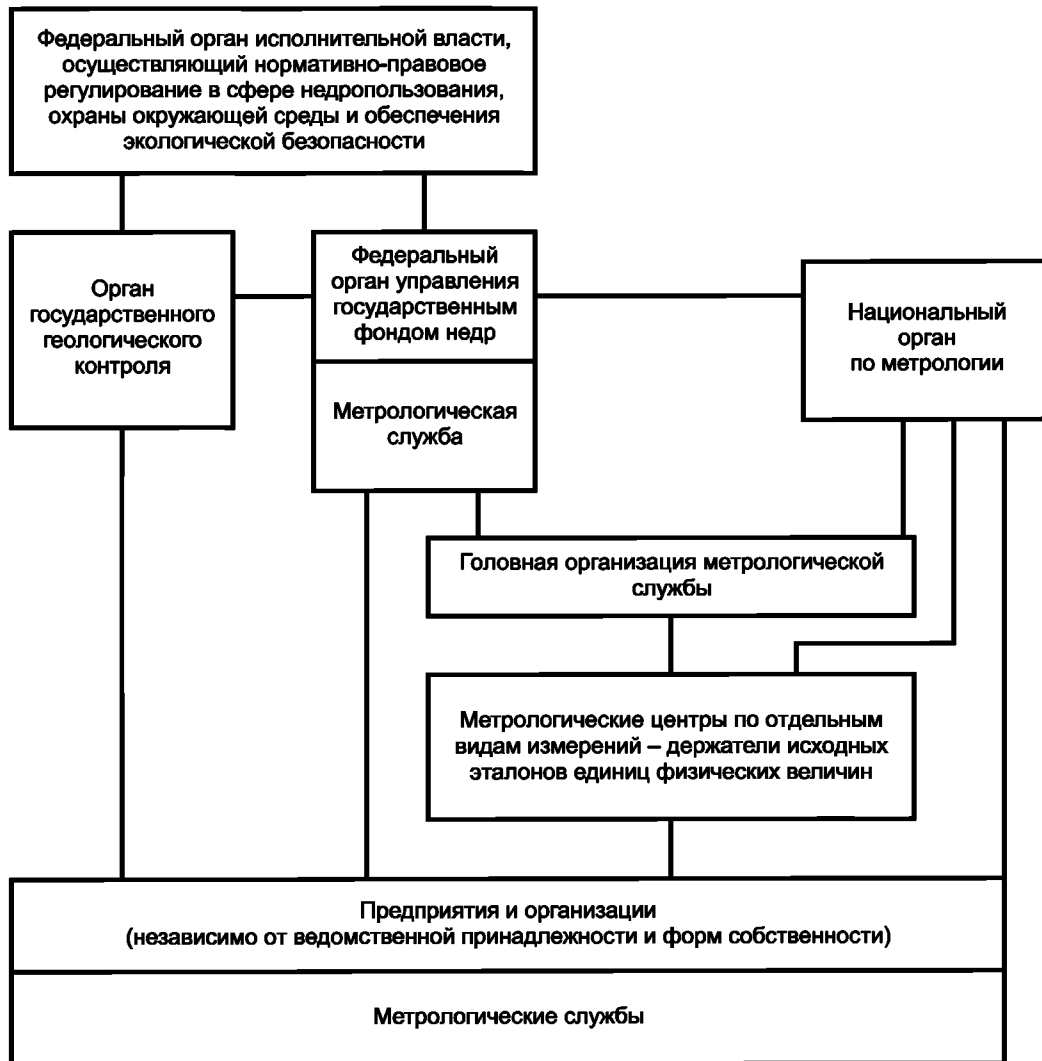 Федеральный орган исполнительной власти,
осуществляющий нормативно-правовое
регулирование в сфере недропользования,
охраны окружающей среды и обеспечения
экологической безопасности
Орган
государственного
геологического
контроля
Федеральный
орган управления
государственным
фондом недр
Метрологическая
служба
Национальный
орган
по метрологии
Головная организация метрологической
службы
Метрологические центры по отдельным
видам измерений – держатели исходных
эталонов единиц физических величин
Предприятия и организации
(независимо от ведомственной принадлежности и форм собственности)
Метрологические службы